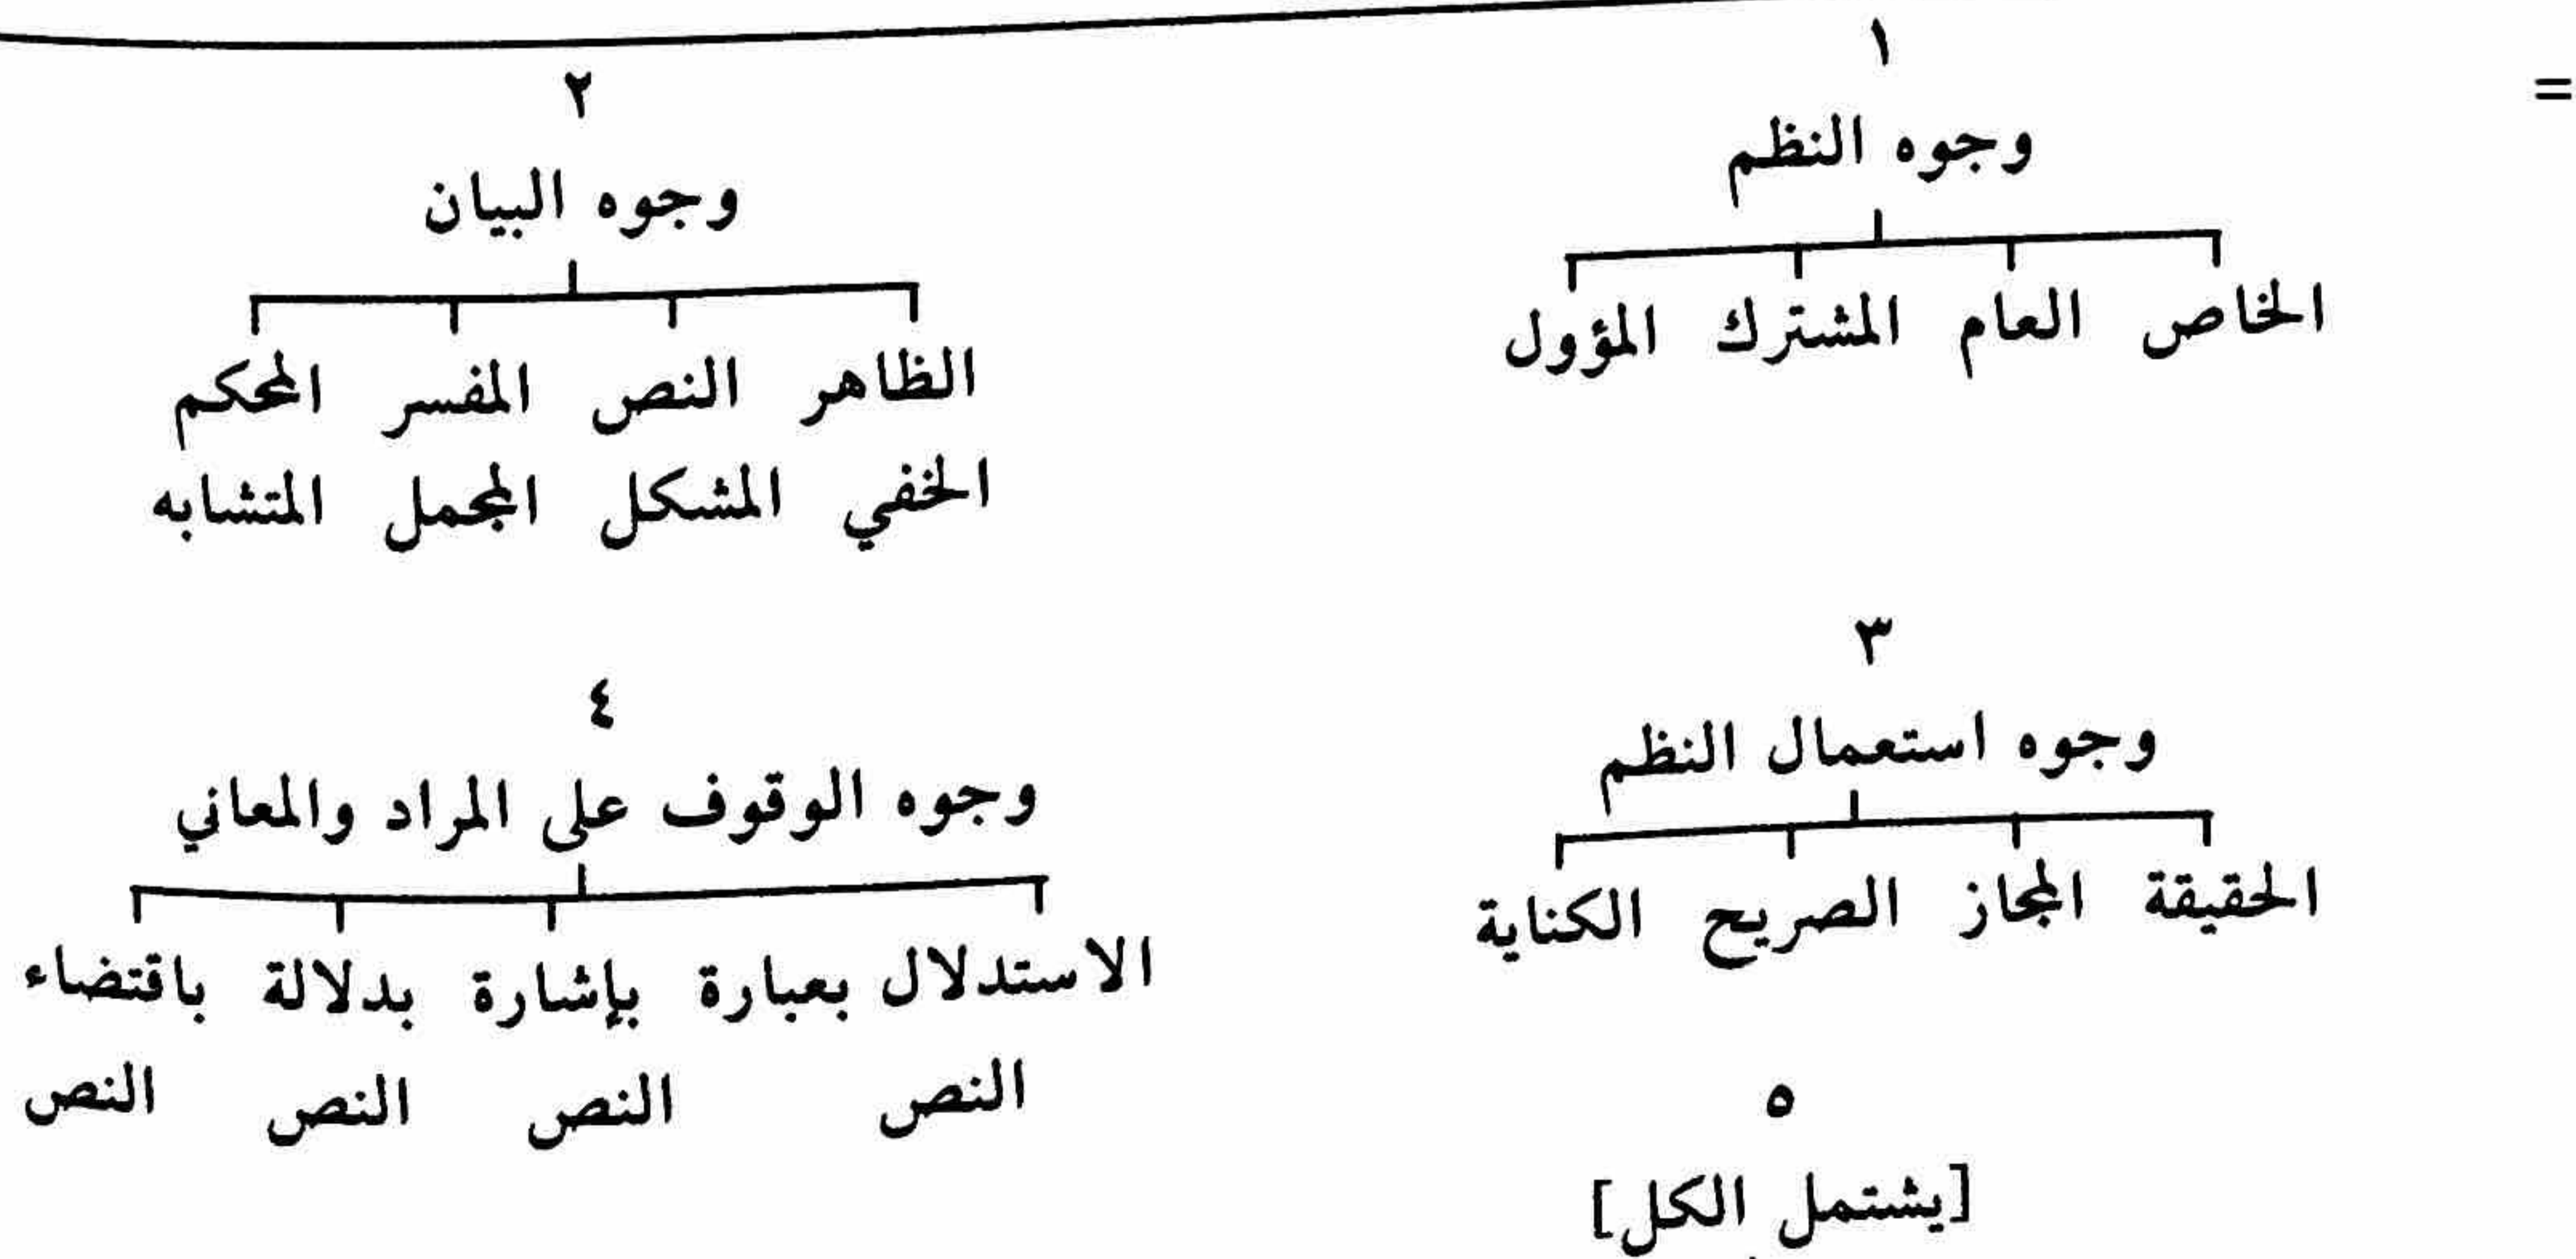 =
١
وجوه النظم
الخاص العام المشترك المؤول
٢
وجوه البيان
الظاهر النص المفسر المحكم
الخفي المشكل المجمل المتشابه
٣
وجوه استعمال النظم
الحقيقة المجاز الصريح الكناية
٤
وجوه الوقوف على المراد والمعاني
الاستدلال بعبارة بإشارة بدلالة باقتضاء
النص النص النص النص
٥
[يشتمل الكل]